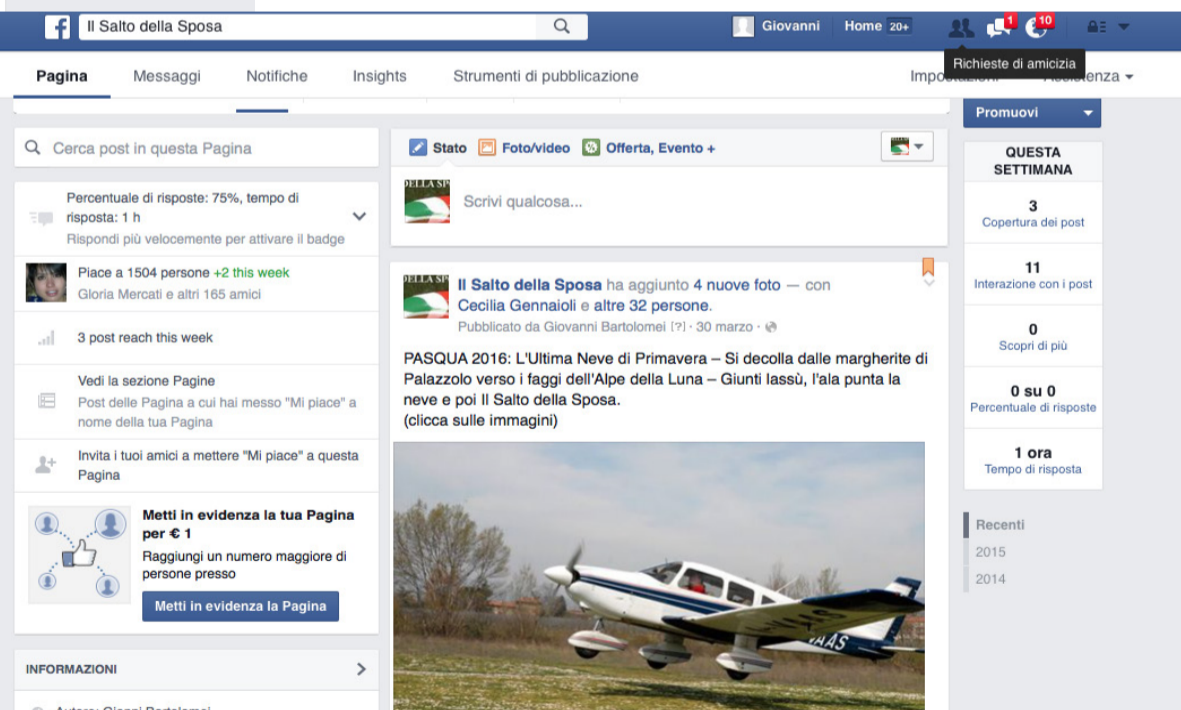 f
Il Salto della Sposa
Giovanni
Home 20+
1
10
Richieste di amicizia
Pagina
Messaggi
Notifiche
Insights
Strumenti di pubblicazione
Promuovi
Cerca post in questa Pagina
Percentuale di risposte: 75%, tempo di
risposta: 1 h
Rispondi più velocemente per attivare il badge
Piace a 1504 persone +2 this week
Gloria Mercati e altri 165 amici
3 post reach this week
Vedi la sezione Pagine
Post delle Pagina a cui hai messo "Mi piace" a
nome della tua Pagina
Invita i tuoi amici a mettere "Mi piace" a questa
Pagina
Metti in evidenza la tua Pagina
per € 1
Raggiungi un numero maggiore di
persone presso
Metti in evidenza la Pagina
INFORMAZIONI
Stato
Foto/video
Offerta, Evento +
DELLA SP
Scrivi qualcosa...
DELLA SP
Il Salto della Sposa ha aggiunto 4 nuove foto — con
Cecilia Gennaioli e altre 32 persone.
Pubblicato da Giovanni Bartolomei [?] · 30 marzo ·
PASQUA 2016: L'Ultima Neve di Primavera – Si decolla dalle margherite di
Palazzolo verso i faggi dell'Alpe della Luna – Giunti lassù, l'ala punta la
neve e poi Il Salto della Sposa.
(clicca sulle immagini)
QUESTA
SETTIMANA
3
Copertura dei post
11
Interazione con i post
0
Scopri di più
0 su 0
Percentuale di risposte
1 ora
Tempo di risposta
Recenti
2015
2014